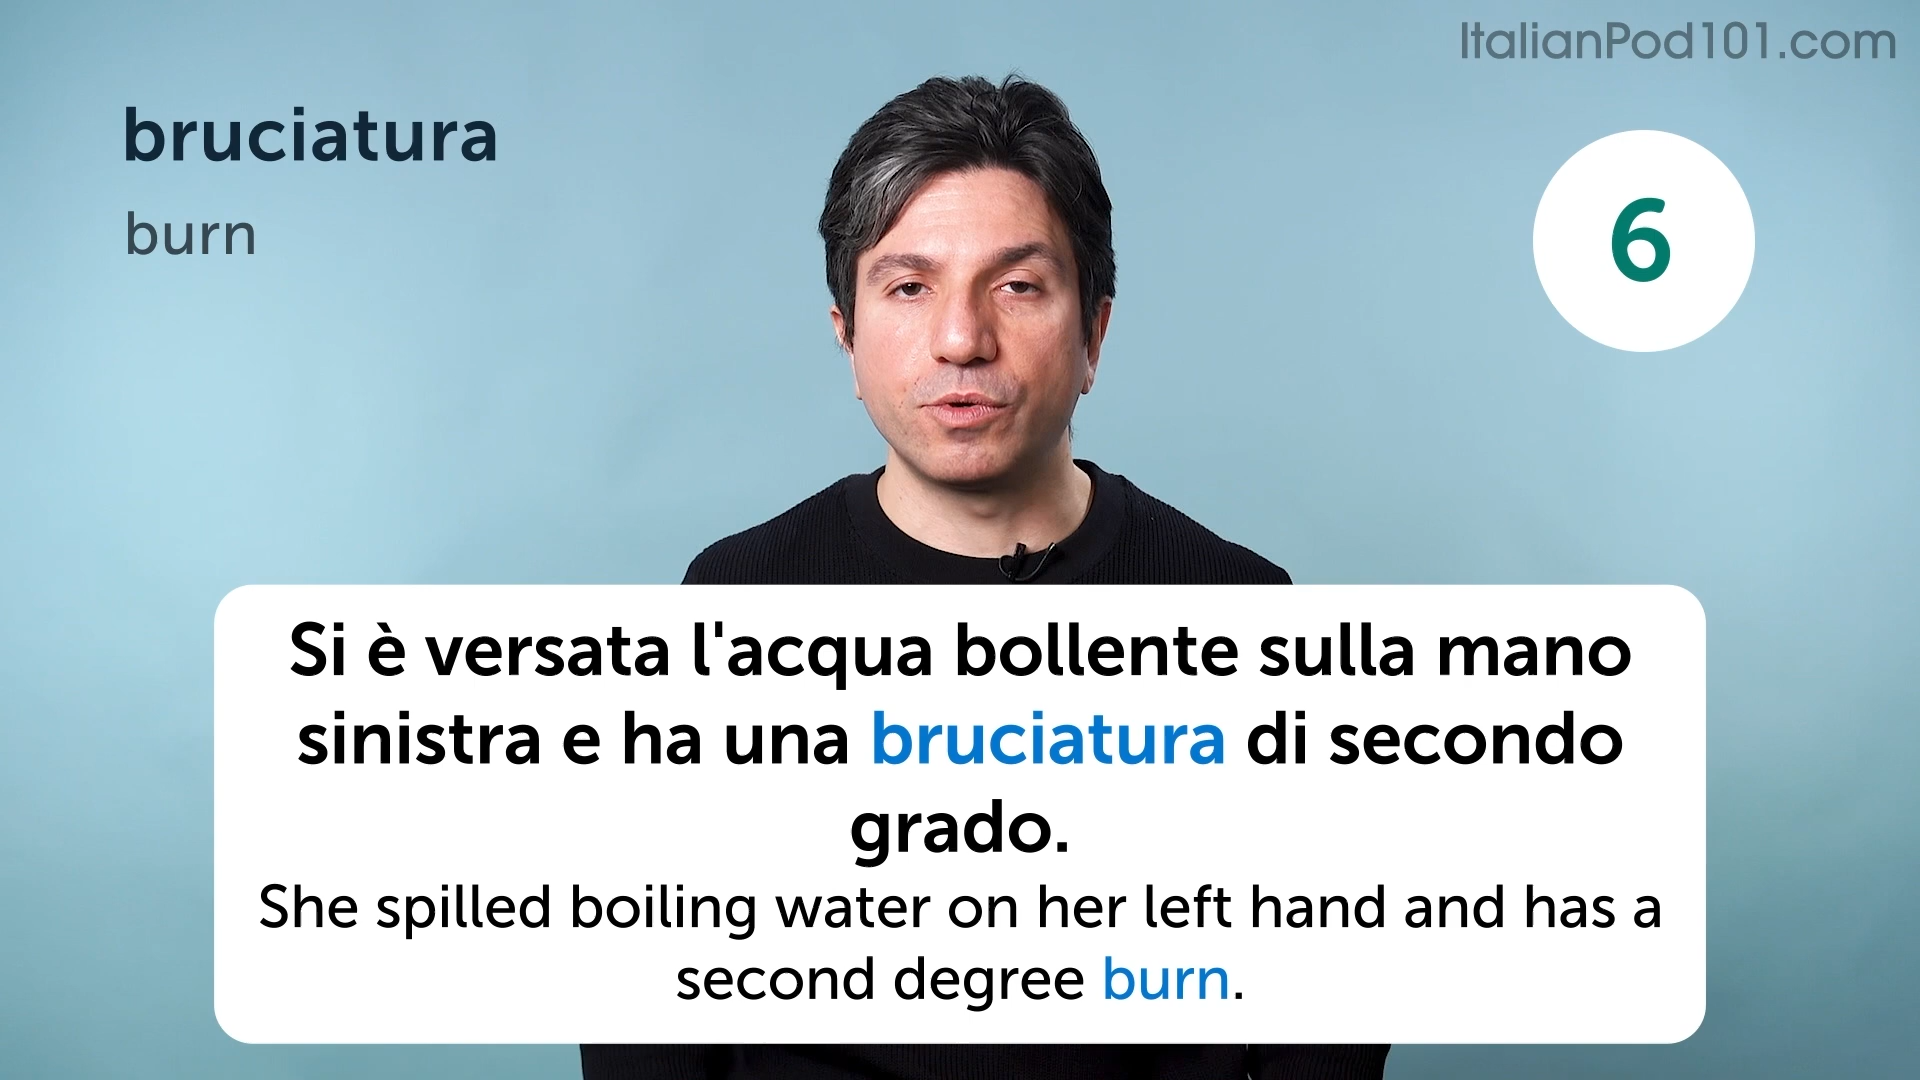 ItalianPod101.com
bruciatura
burn
6
Si è versata l'acqua bollente sulla mano
sinistra e ha una bruciatura di secondo
grado.
She spilled boiling water on her left hand and has a
second degree burn.